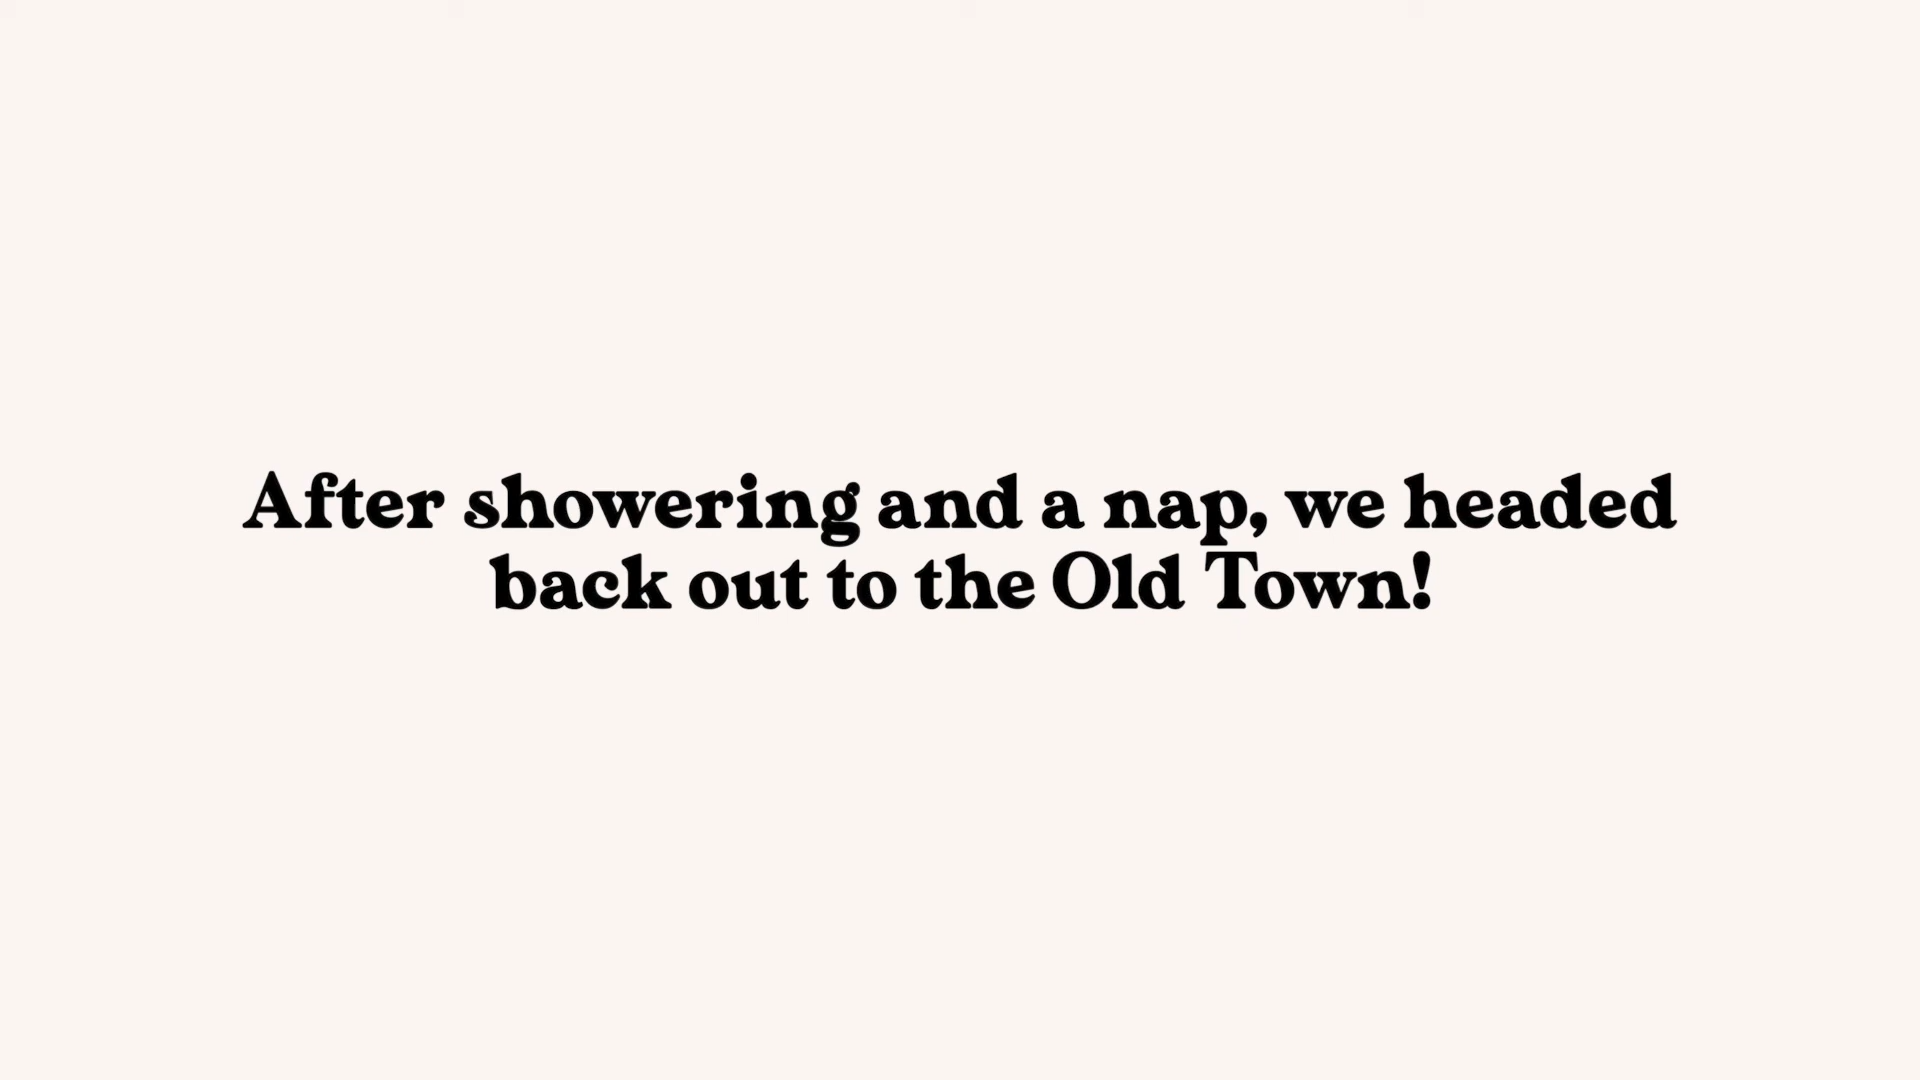 After showering and a nap, we headed
back out to the Old Town!